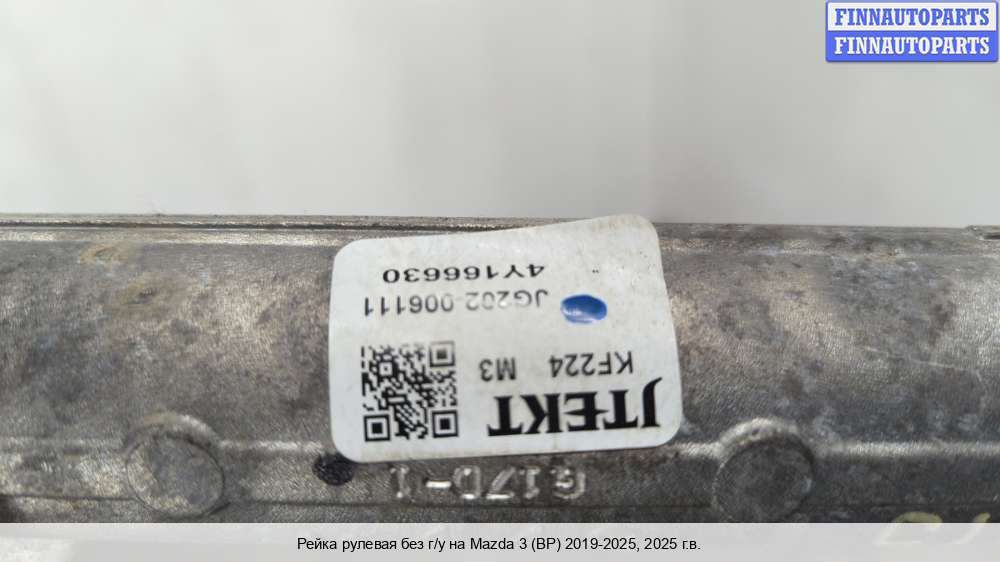 FINNAUTOPARTS
FINNAUTOPARTS
JTEKT
KF224 M3
JG202 006111
4Y166630
G17D-1
Рейка рулевая без г/у на Mazda 3 (BP) 2019-2025, 2025 г.в.